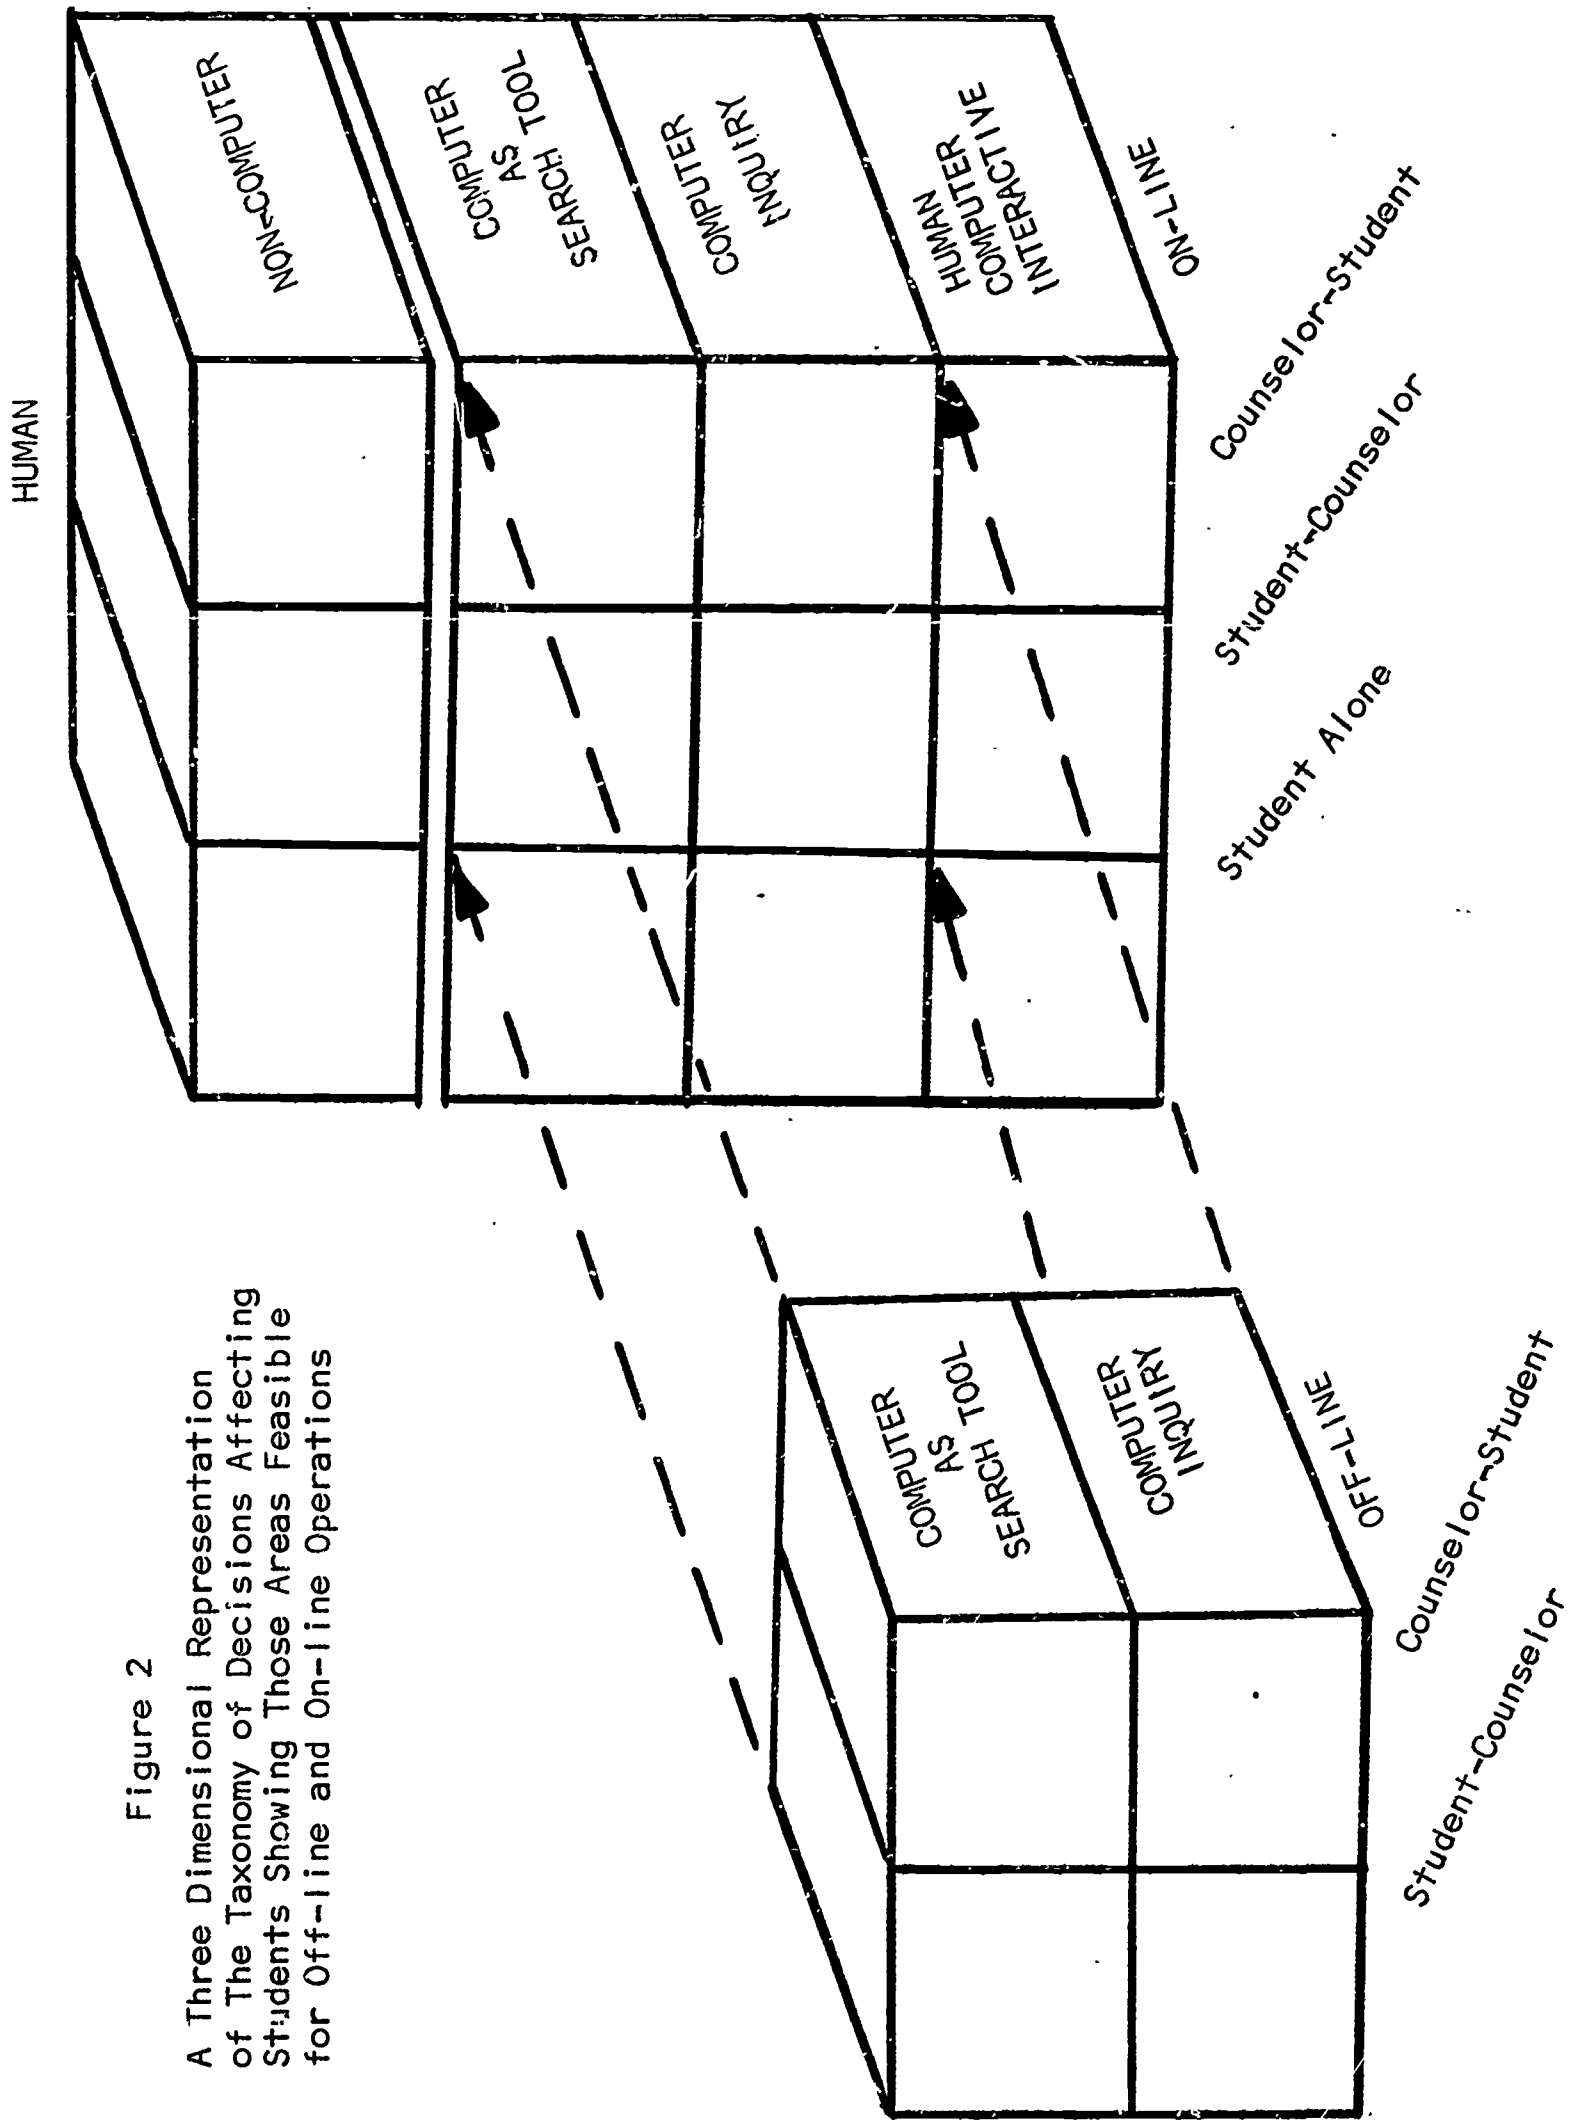 Figure 2
A Three Dimensional Representation
of The Taxonomy of Decisions Affecting
Students Showing Those Areas Feasible
for Off-line and On-line Operations
HUMAN
NON-COMPUTER
COMPUTER
AS
SEARCH TOOL
COMPUTER
INQUIRY
HUMAN
COMPUTER
INTERACTIVE
ON-LINE
Student Alone
Student-Counselor
Counselor-Student
COMPUTER
AS
SEARCH TOOL
COMPUTER
INQUIRY
OFF-LINE
Student-Counselor
Counselor-Student